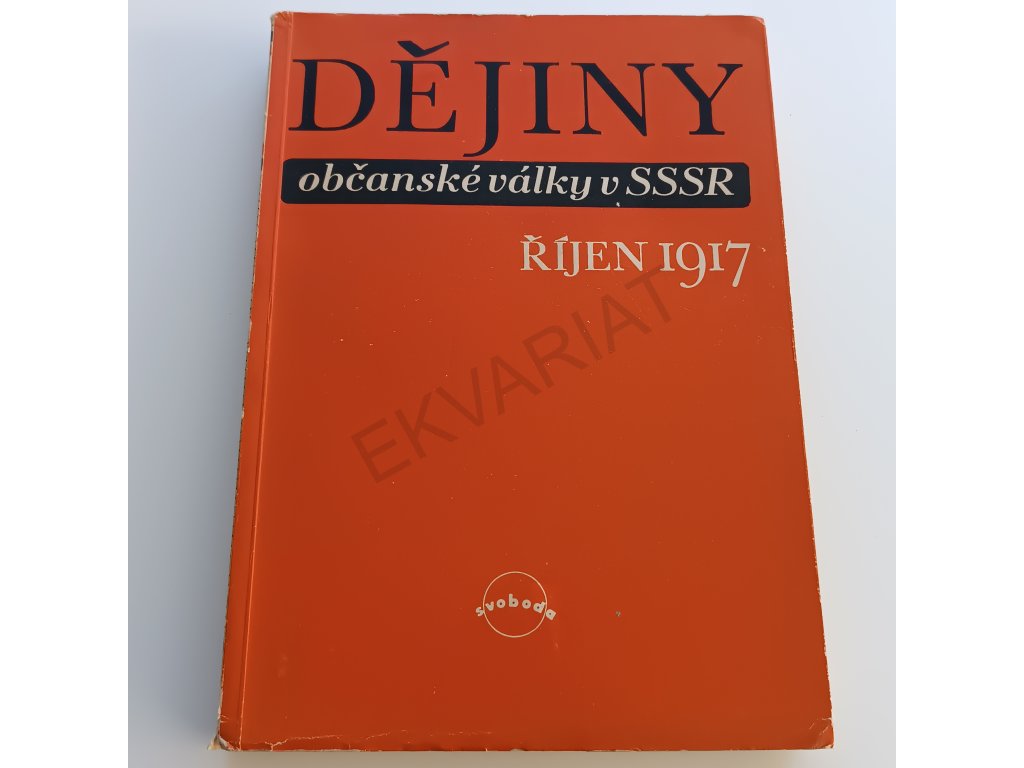 DĚJINY
občanské války v SSSR
ŘÍJEN 1917
EKVARIAT
svoboda